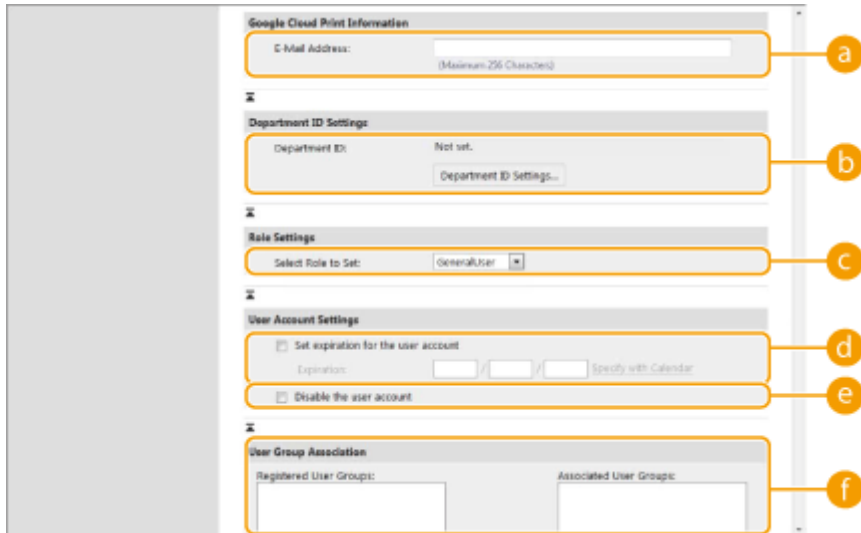 Google Cloud Print Information
E-Mail Address:
(Maximum 256 Characters)
a
Department ID Settings
Department ID: Not set.
Department ID Settings...
b
Role Settings
Select Role to Set: GeneralUser
c
User Account Settings
Set expiration for the user account
Expiration: / / Specify with Calendar
d
Disable the user account
e
User Group Association
Registered User Groups: Associated User Groups:
f